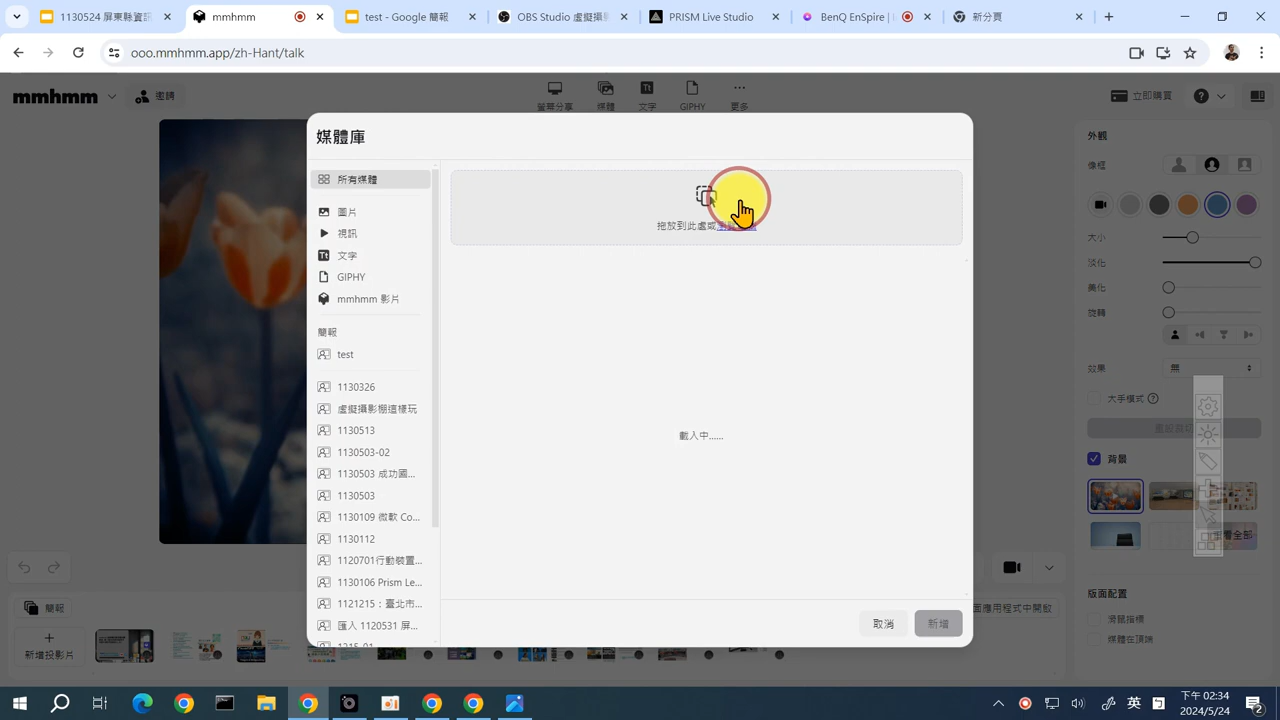 1130524 屏東縣資訊
mmhmm
test - Google 簡報
OBS Studio 虛擬攝影
PRISM Live Studio
BenQ EnSpire |
新分頁
ooo.mmhmm.app/zh-Hant/talk
mmhmm
邀請
螢幕分享
媒體
文字
GIPHY
更多
立即購買
媒體庫
所有媒體
圖片
視訊
文字
GIPHY
mmhmm 影片
簡報
test
1130326
虛擬攝影棚這樣玩
1130513
1130503-02
1130503 成功國...
1130503
1130109 微軟 Co...
1130112
1120701行動裝置...
1130106 Prism Le...
1121215：臺北市...
匯入 1120531 屏...
1215-01
拖放到此處或
載入中......
取消
新增
外觀
像框
大小
淡化
美化
旋轉
效果
無
大手模式
背景
查看全部
版面配置
滑鼠指標
媒體在頂端
面應用程式中開啟
簡報
新增投影片
英
下午 02:34
2024/5/24
2